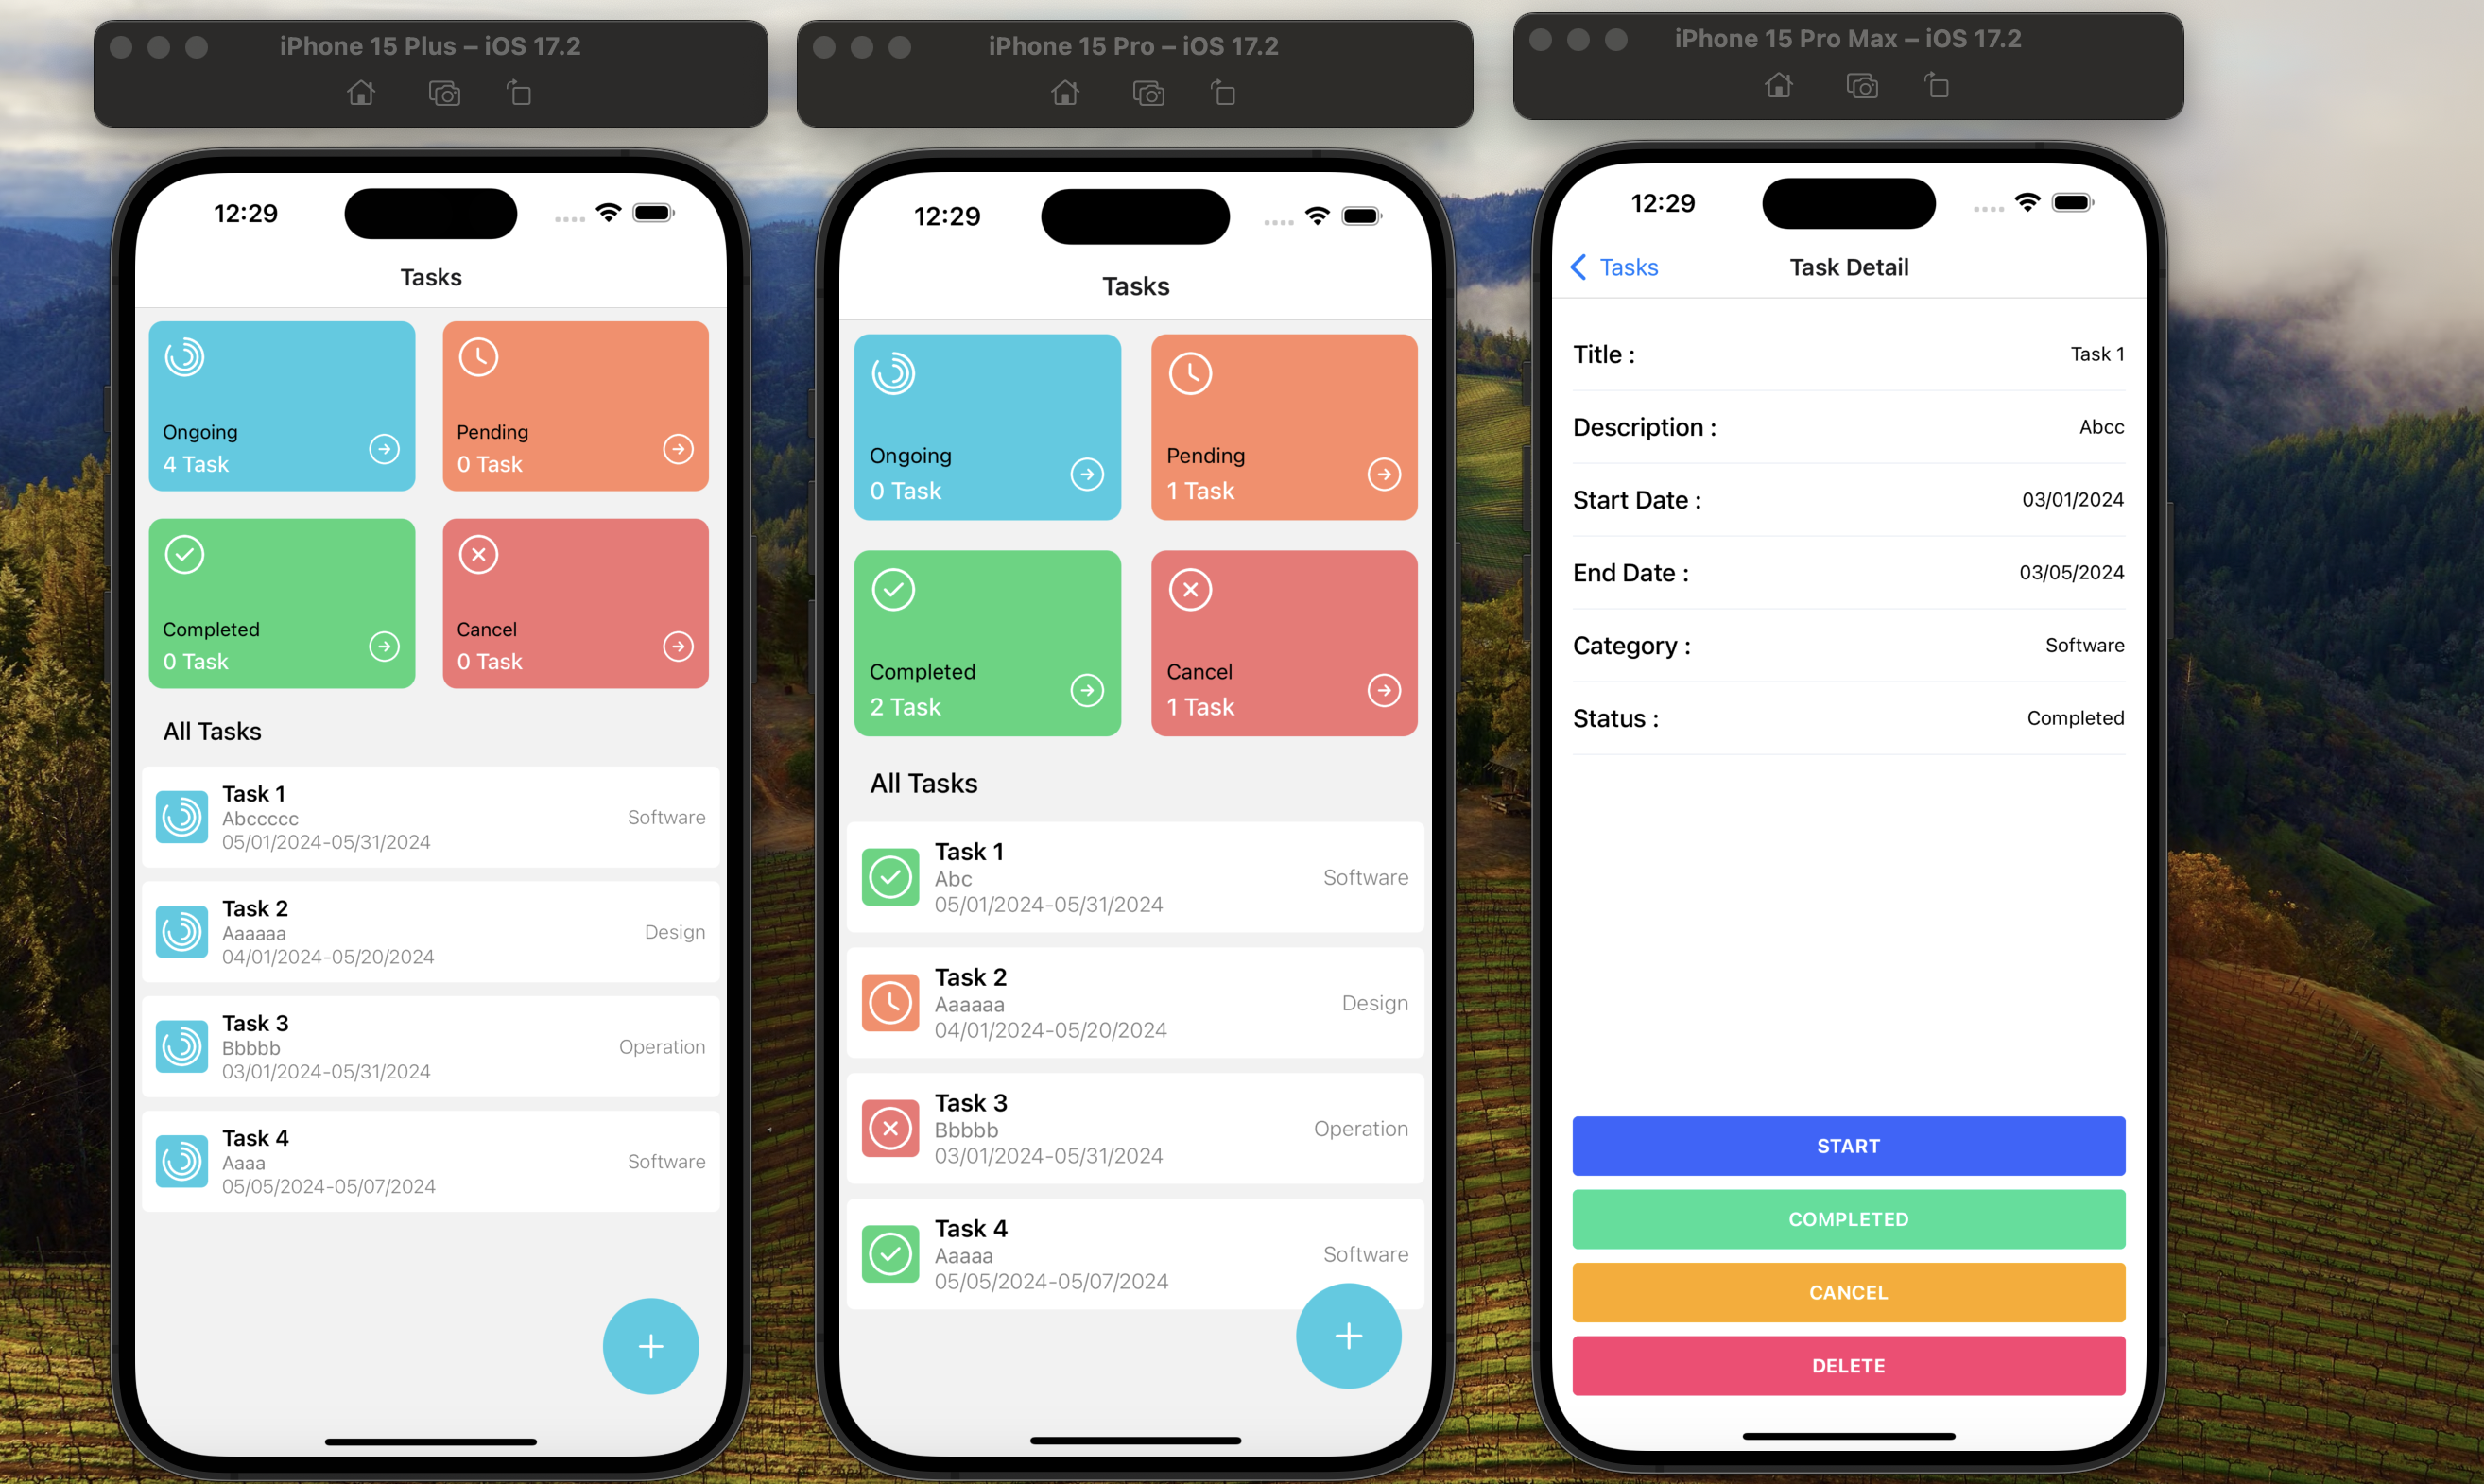 iPhone 15 Plus – iOS 17.2
12:29
Tasks
Ongoing
4 Task
Pending
0 Task
Completed
0 Task
Cancel
0 Task
All Tasks
Task 1
Abccccc
05/01/2024-05/31/2024
Software
Task 2
Aaaaaa
04/01/2024-05/20/2024
Design
Task 3
Bbbbb
03/01/2024-05/31/2024
Operation
Task 4
Aaaa
05/05/2024-05/07/2024
Software
+
iPhone 15 Pro – iOS 17.2
12:29
Tasks
Ongoing
0 Task
Pending
1 Task
Completed
2 Task
Cancel
1 Task
All Tasks
Task 1
Abc
05/01/2024-05/31/2024
Software
Task 2
Aaaaaa
04/01/2024-05/20/2024
Design
Task 3
Bbbbb
03/01/2024-05/31/2024
Operation
Task 4
Aaaaa
05/05/2024-05/07/2024
Software
+
iPhone 15 Pro Max – iOS 17.2
12:29
Tasks
Task Detail
Title : Task 1
Description : Abcc
Start Date : 03/01/2024
End Date : 03/05/2024
Category : Software
Status : Completed
START
COMPLETED
CANCEL
DELETE